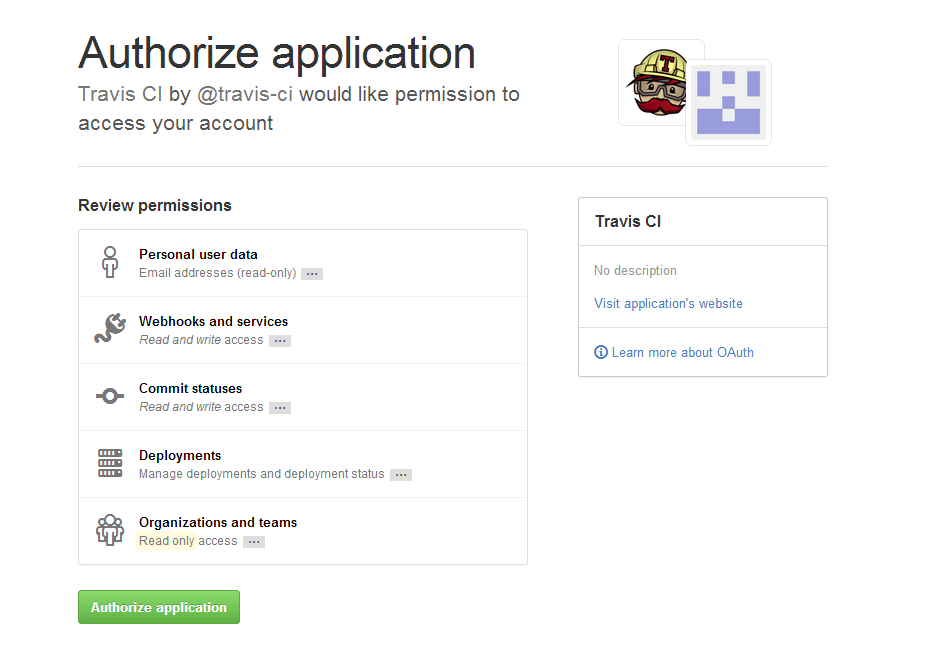 Authorize application
Travis CI by @travis-ci would like permission to
access your account
T
Review permissions
Personal user data
Email addresses (read-only) ...
Webhooks and services
Read and write access ...
Commit statuses
Read and write access ...
Deployments
Manage deployments and deployment status ...
Organizations and teams
Read only access ...
Authorize application
Travis CI
No description
Visit application's website
Learn more about OAuth